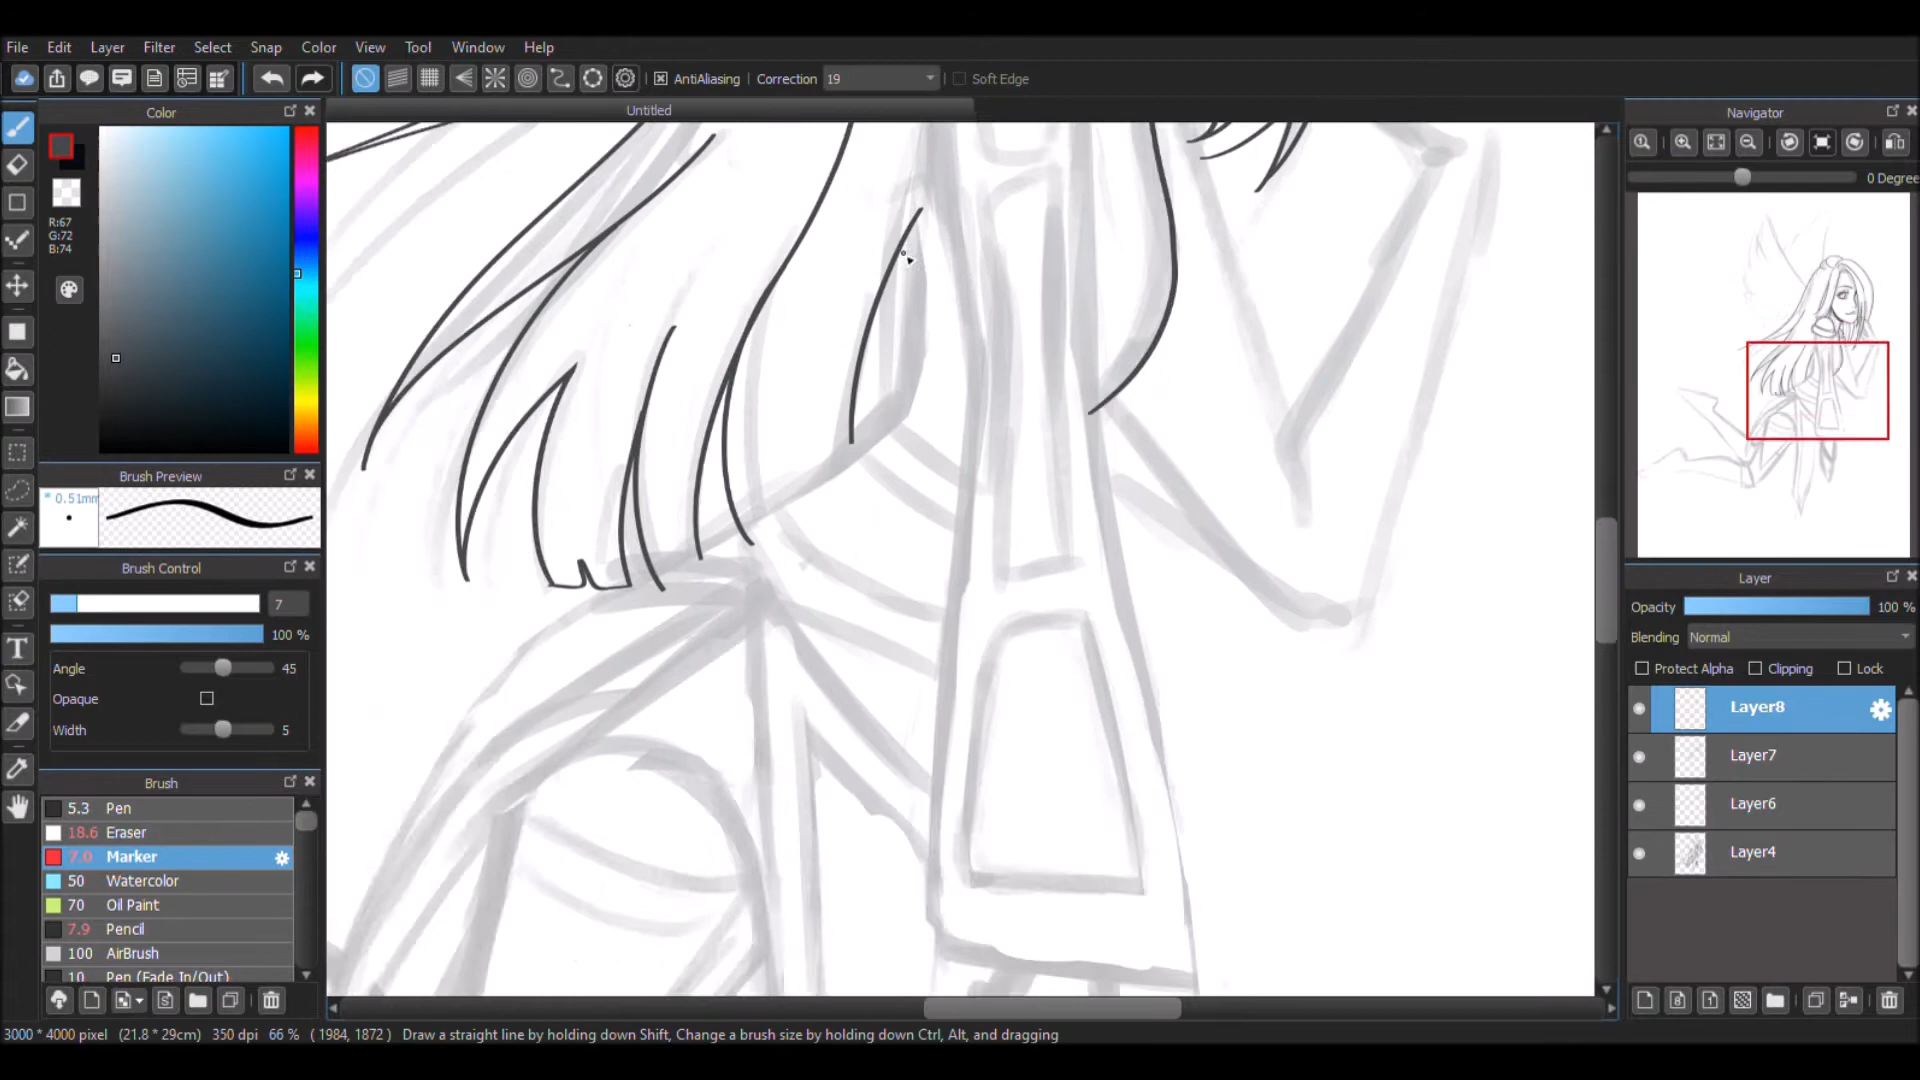 File Edit Layer Filter Select Snap Color View Tool Window Help
AntiAliasing Correction 19 Soft Edge
Color
Untitled
Navigator
0 Degree
R:67
G:72
B:74
Brush Preview
* 0.51mm
Brush Control
7
100 %
Angle 45
Opaque
Width 5
Brush
5.3 Pen
18.6 Eraser
7.0 Marker
50 Watercolor
70 Oil Paint
7.9 Pencil
100 AirBrush
10 Pen (Fade In/Out)
Layer
Opacity 100 %
Blending Normal
Protect Alpha Clipping Lock
Layer8
Layer7
Layer6
Layer4
3000 * 4000 pixel (21.8 * 29cm) 350 dpi 66 % ( 1984, 1872 ) Draw a straight line by holding down Shift, Change a brush size by holding down Ctrl, Alt, and dragging